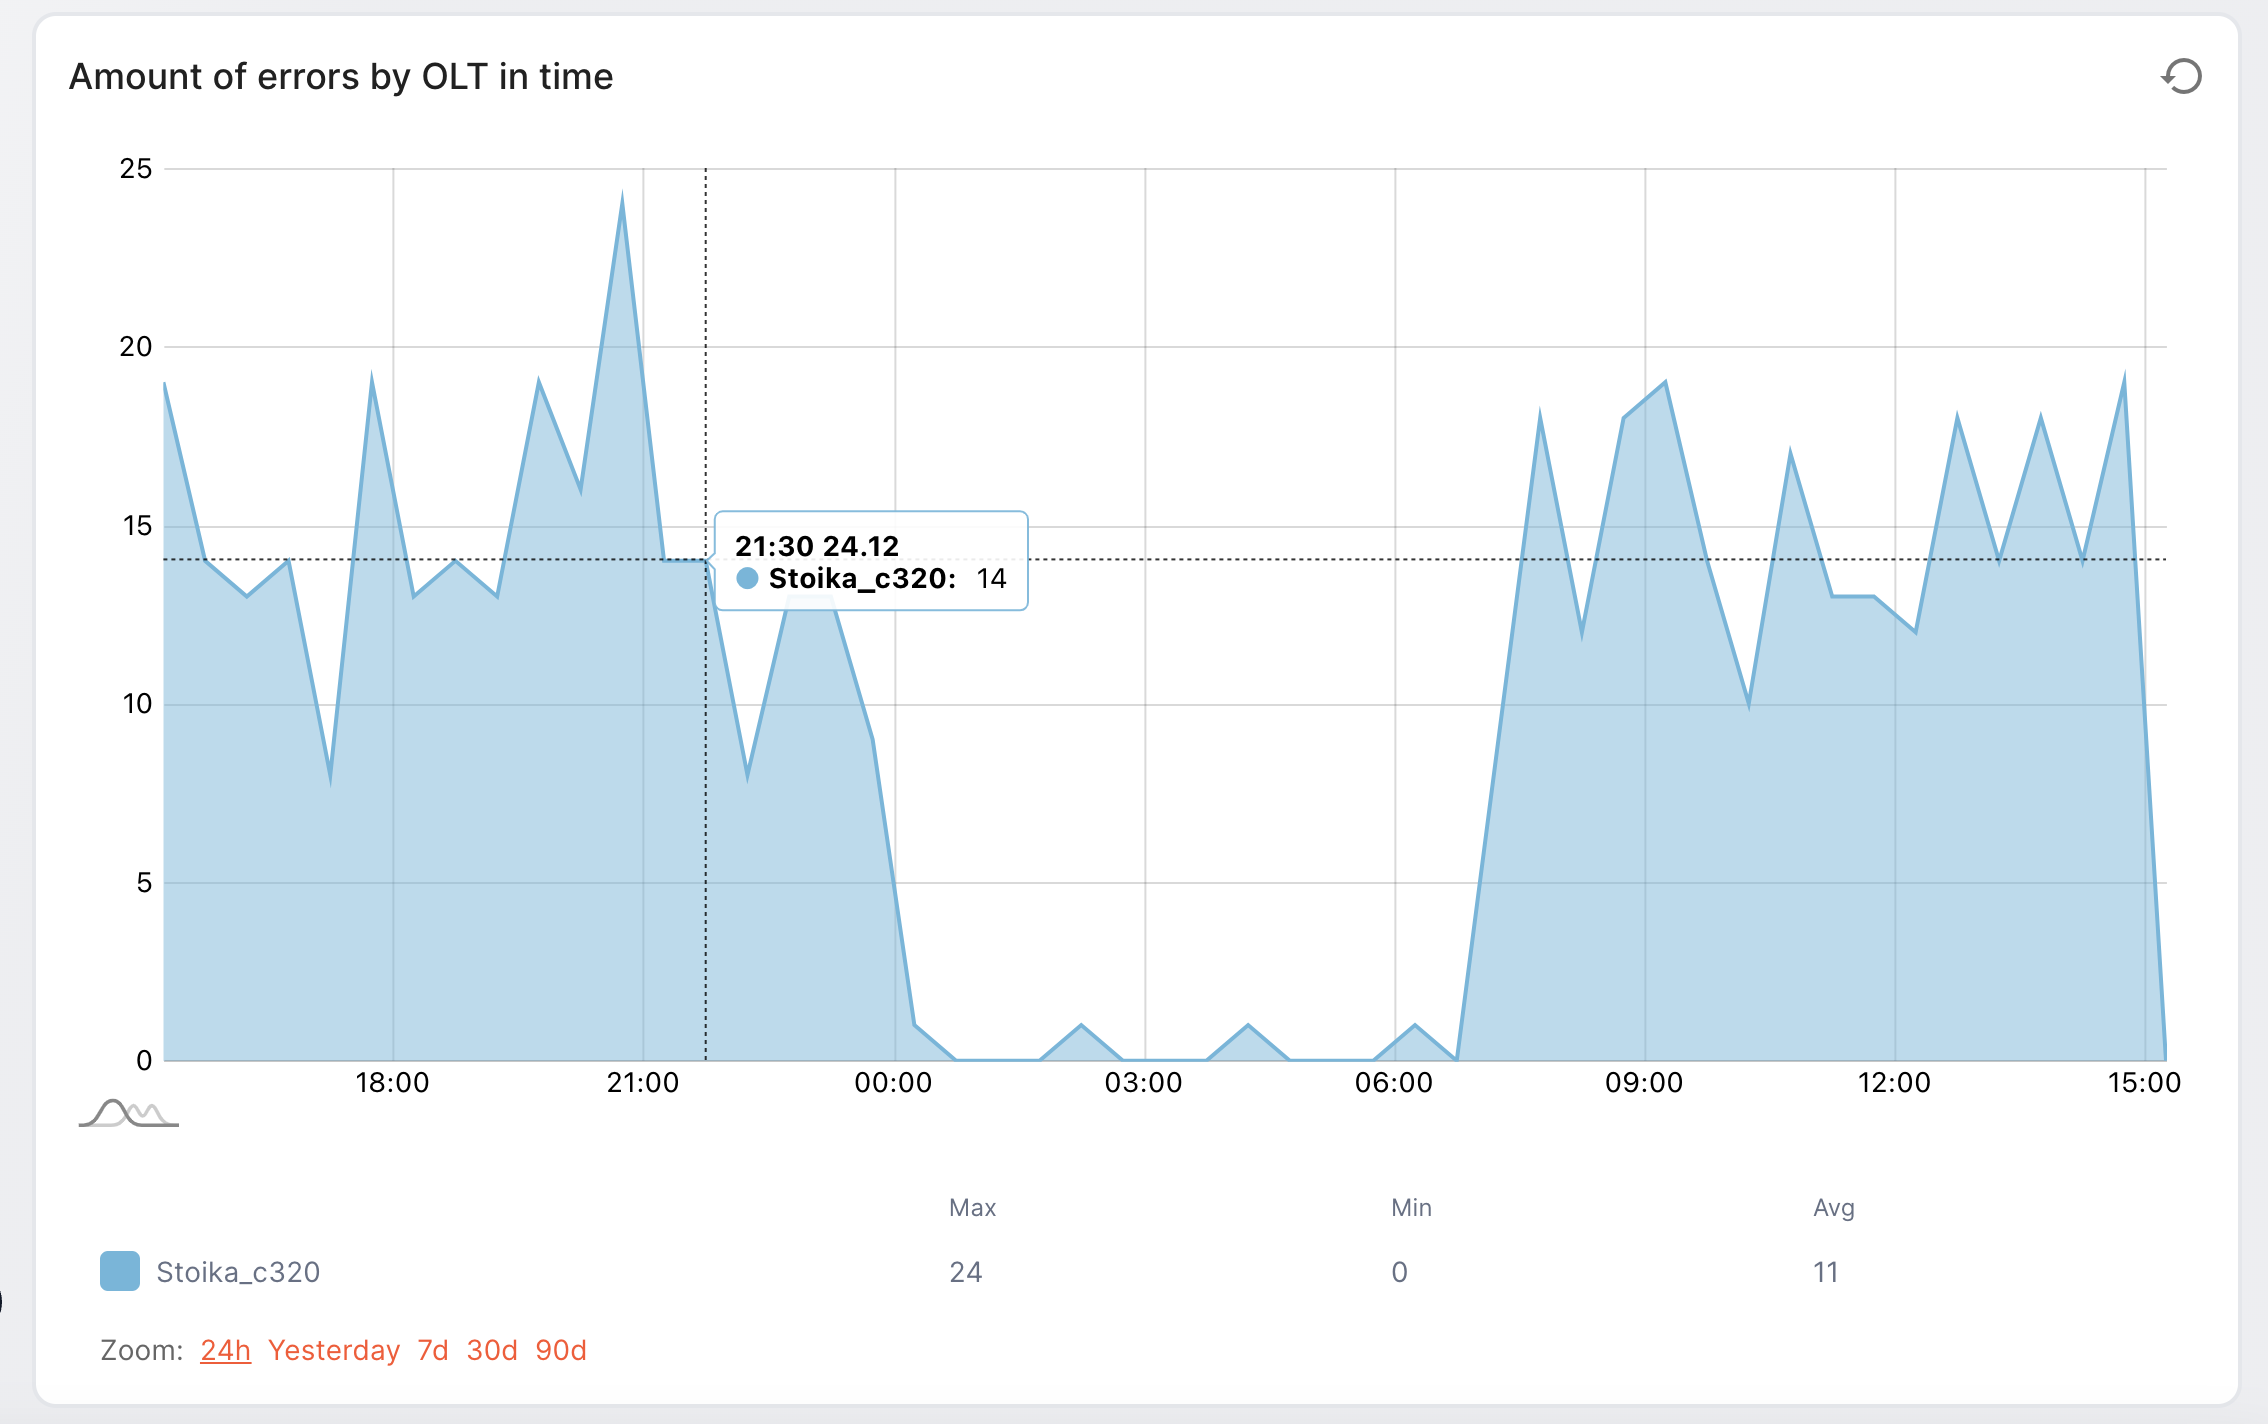 Amount of errors by OLT in time
25
20
15
10
5
0
21:30 24.12
Stoika_c320: 14
18:00 21:00 00:00 03:00 06:00 09:00 12:00 15:00
Max Min Avg
Stoika_c320 24 0 11
Zoom: 24h Yesterday 7d 30d 90d